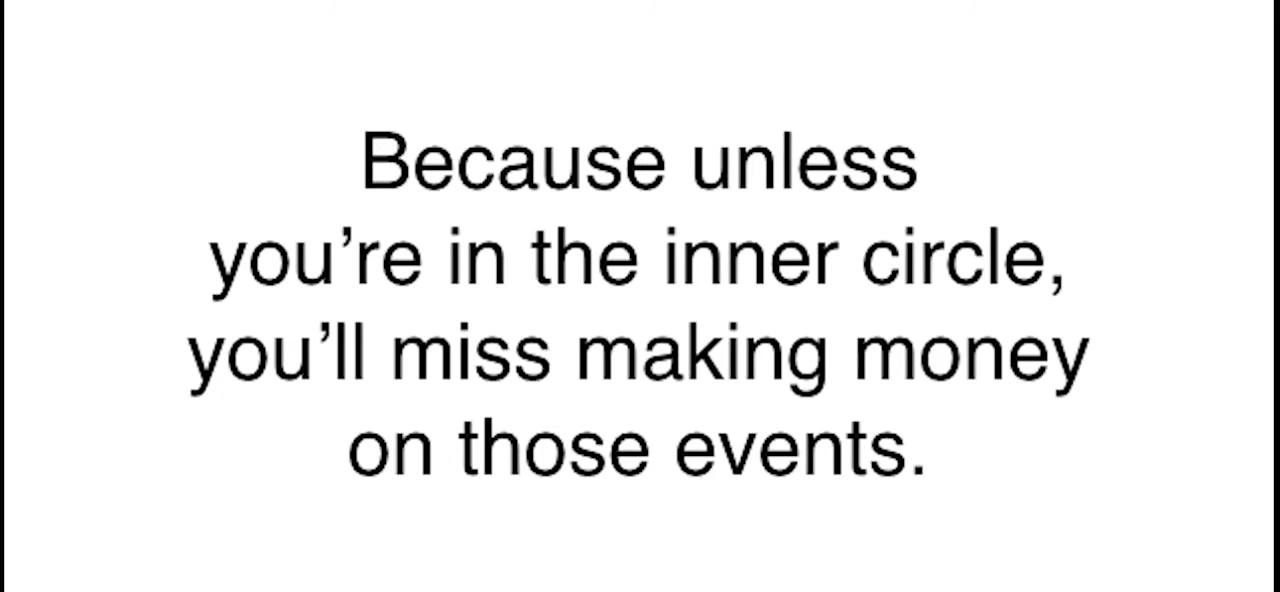 Because unless
you’re in the inner circle,
you’ll miss making money
on those events.